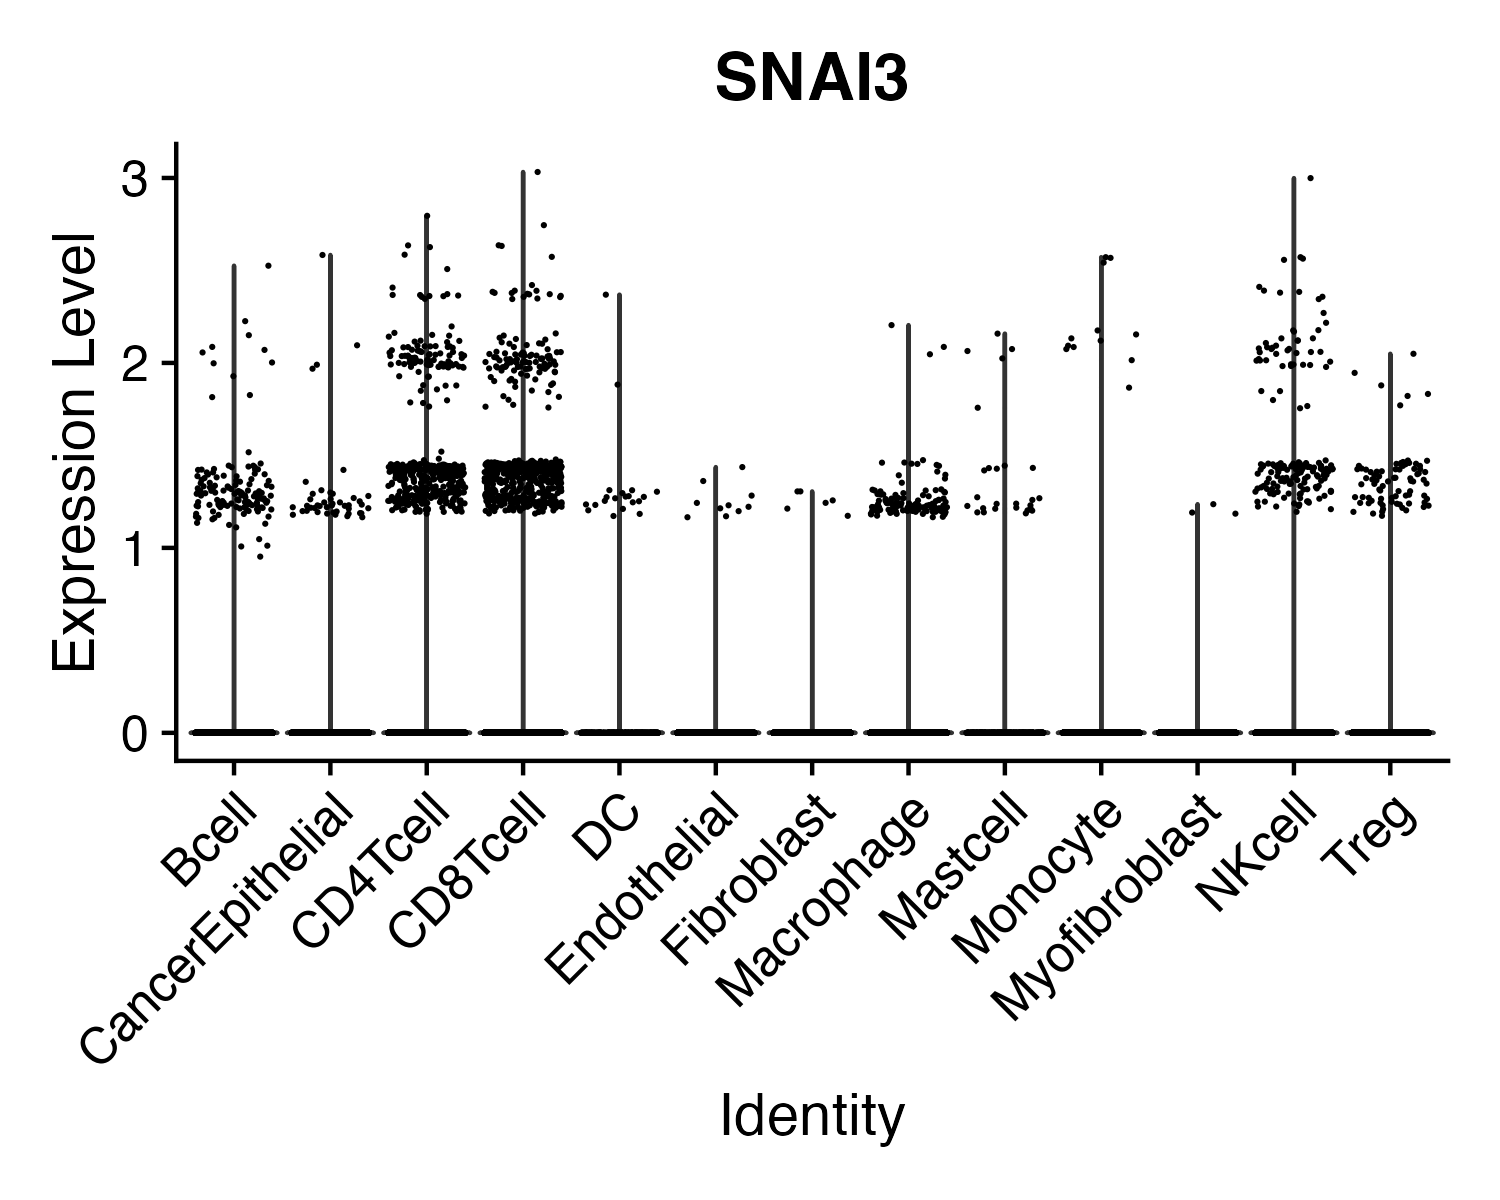 SNAI3
Expression Level
3
2
1
0
Bcell
CancerEpithelial
CD4Tcell
CD8Tcell
DC
Endothelial
Fibroblast
Macrophage
Mastcell
Monocyte
Myofibroblast
NKcell
Treg
Identity